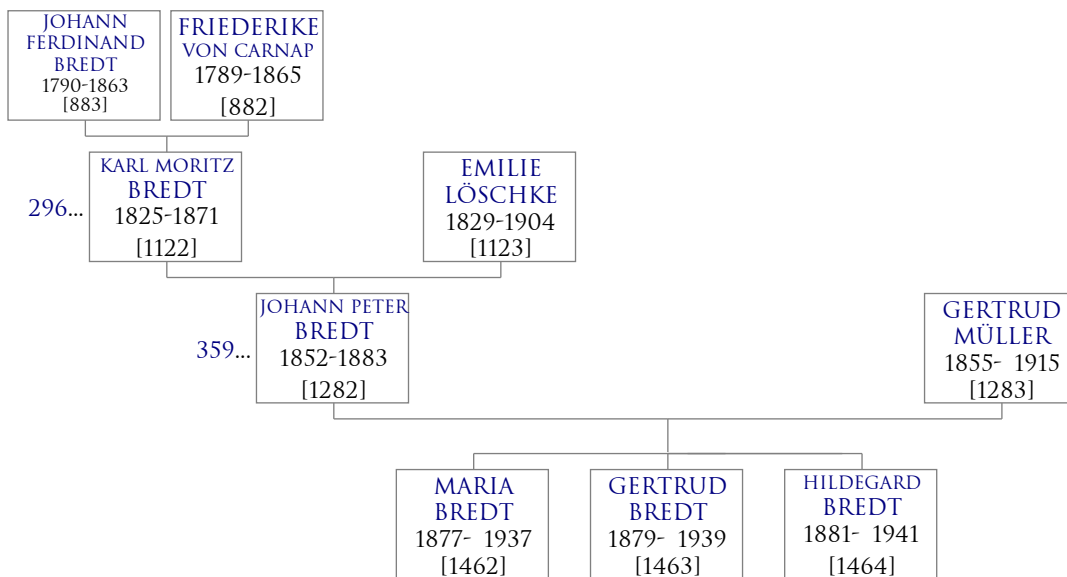 JOHANN
FERDINAND
BREDT
1790-1863
[883]
FRIEDERIKE
VON CARNAP
1789-1865
[882]
296...
KARL MORITZ
BREDT
1825-1871
[1122]
EMILIE
LÖSCHKE
1829-1904
[1123]
359...
JOHANN PETER
BREDT
1852-1883
[1282]
GERTRUD
MÜLLER
1855- 1915
[1283]
MARIA
BREDT
1877- 1937
[1462]
GERTRUD
BREDT
1879- 1939
[1463]
HILDEGARD
BREDT
1881- 1941
[1464]